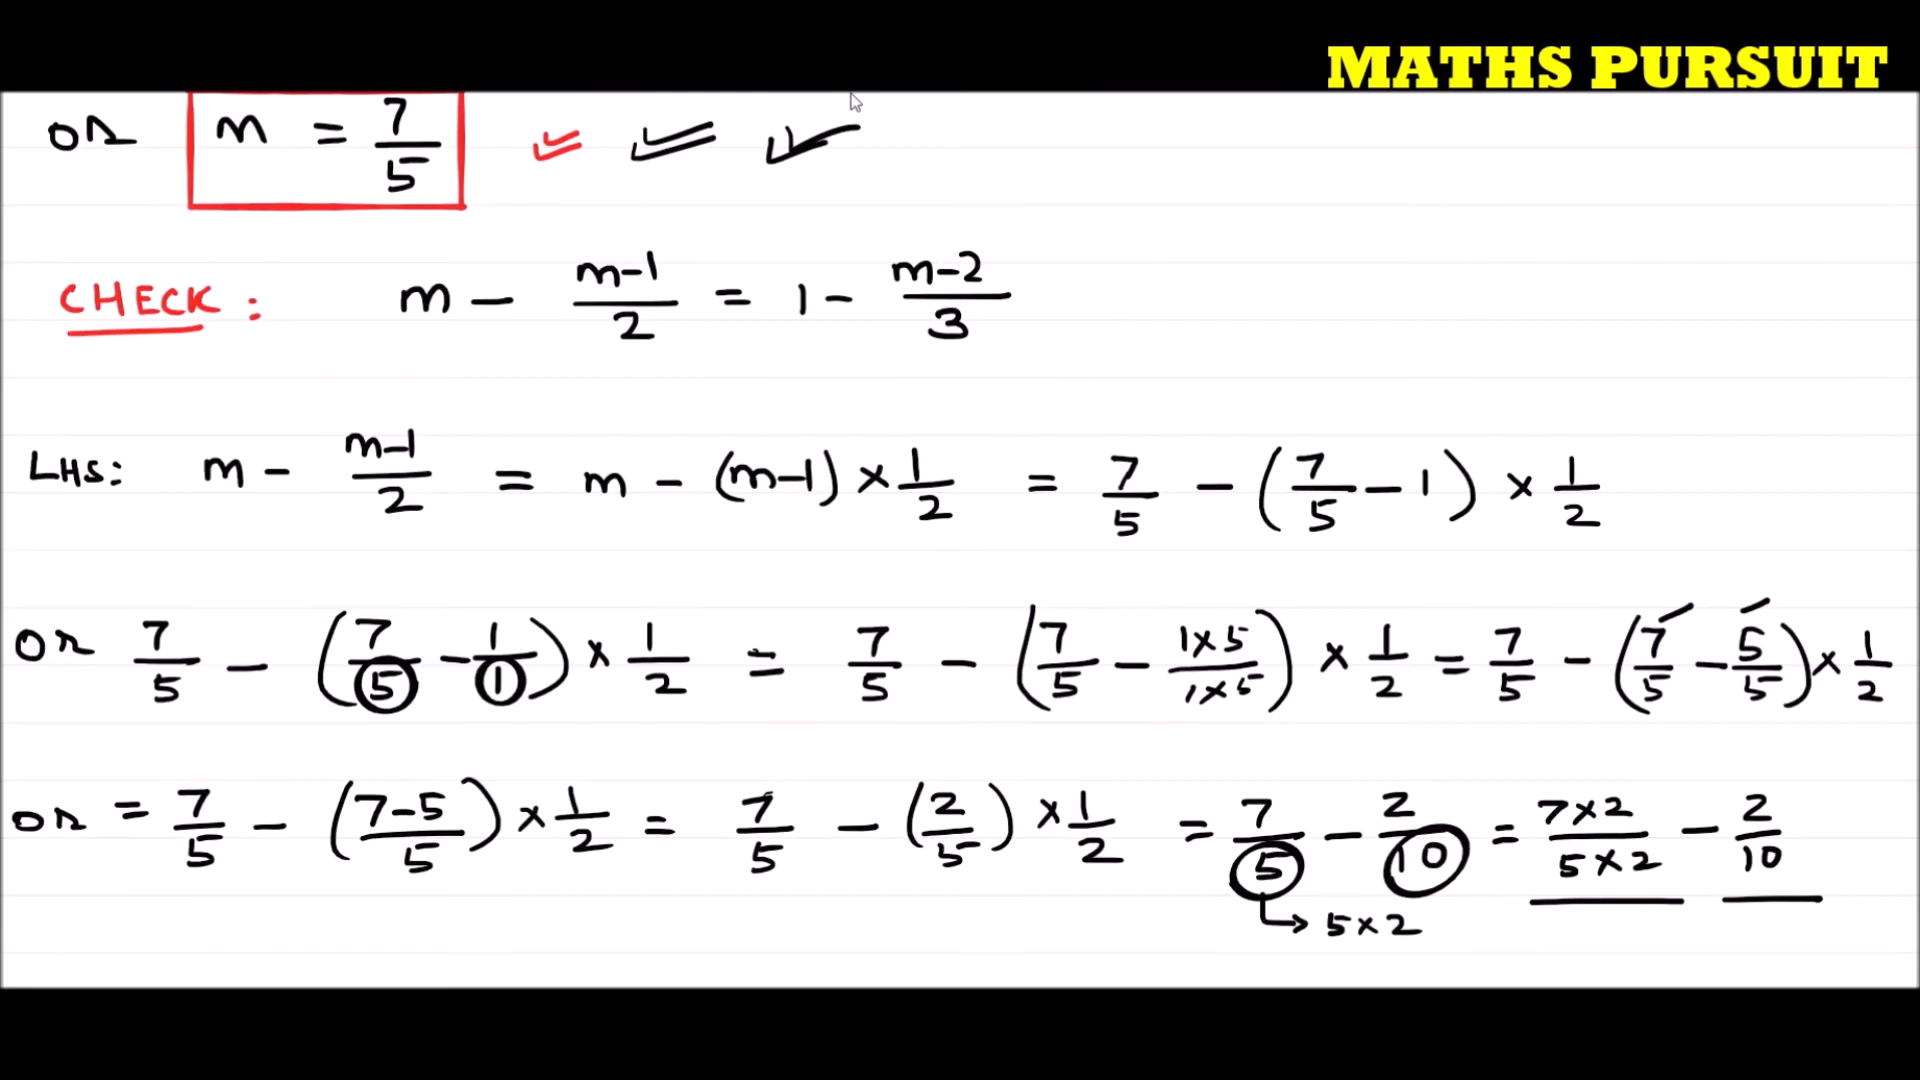 MATHS PURSUIT
or m = 7/5
CHECK: m - (m-1)/2 = 1 - (m-2)/3
LHS: m - (m-1)/2 = m - (m-1) × 1/2 = 7/5 - (7/5 - 1) × 1/2
or 7/5 - (7/5 - 1/1) × 1/2 = 7/5 - (7/5 - (1×5)/(1×5)) × 1/2 = 7/5 - (7/5 - 5/5) × 1/2
or = 7/5 - ((7-5)/5) × 1/2 = 7/5 - (2/5) × 1/2 = 7/5 - 2/10 = (7×2)/(5×2) - 2/10
→ 5×2